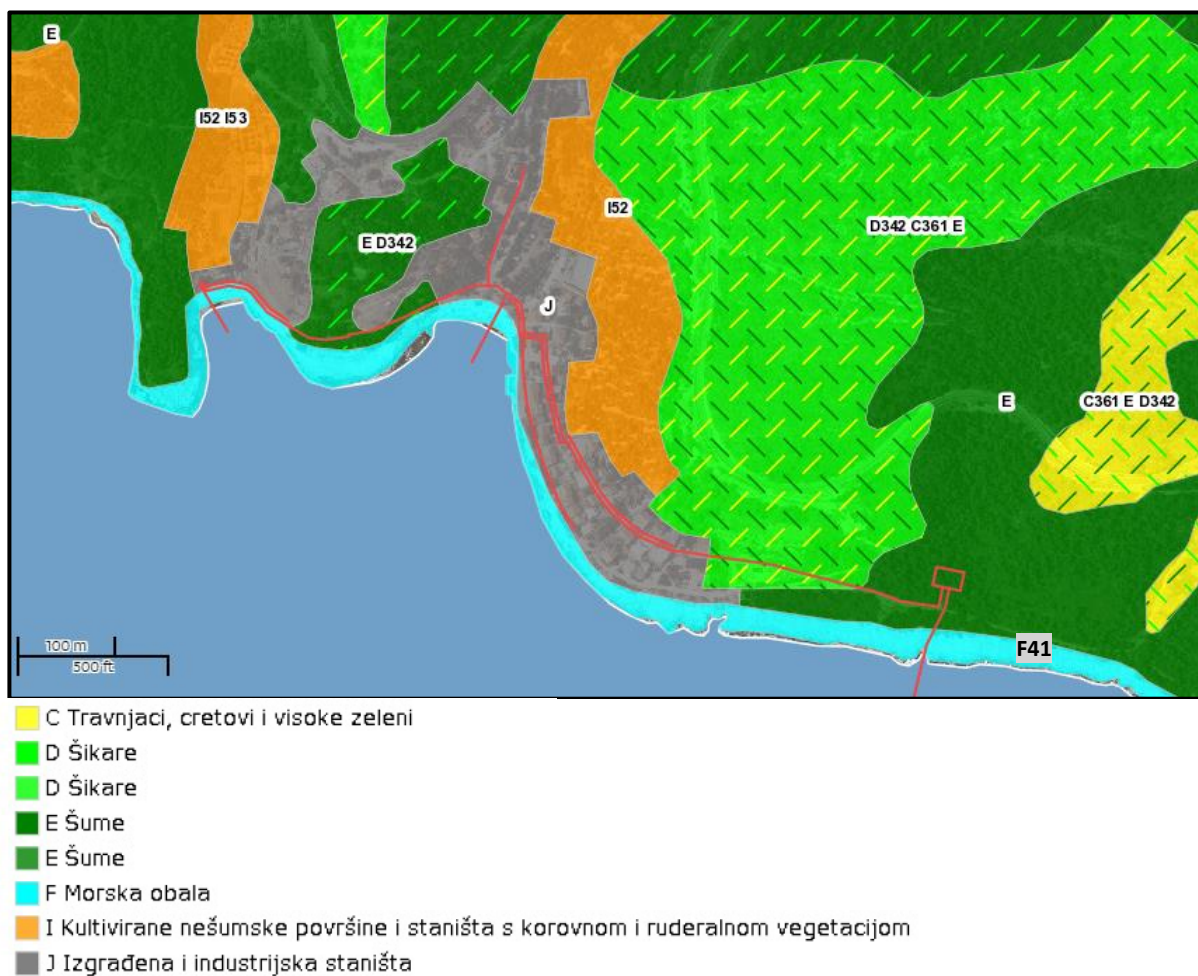 E
I52 I53
I52
D342 C361 E
E D342
J
E
C361 E D342
100 m
500 ft
F41
C Travnjaci, cretovi i visoke zeleni
D Šikare
D Šikare
E Šume
E Šume
F Morska obala
I Kultivirane nešumske površine i staništa s korovnom i ruderalnom vegetacijom
J Izgrađena i industrijska staništa